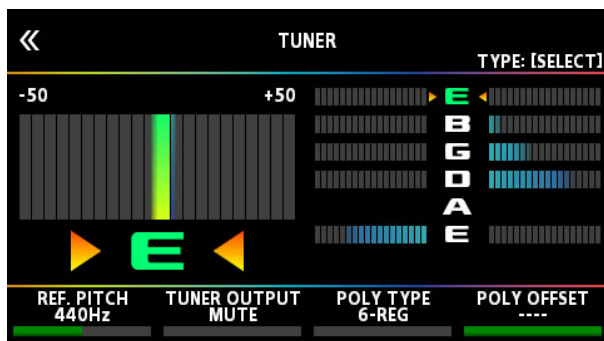 «
TUNER
TYPE: [SELECT]
-50 +50
E
E
B
G
D
A
E
REF. PITCH
440Hz
TUNER OUTPUT
MUTE
POLY TYPE
6-REG
POLY OFFSET
----